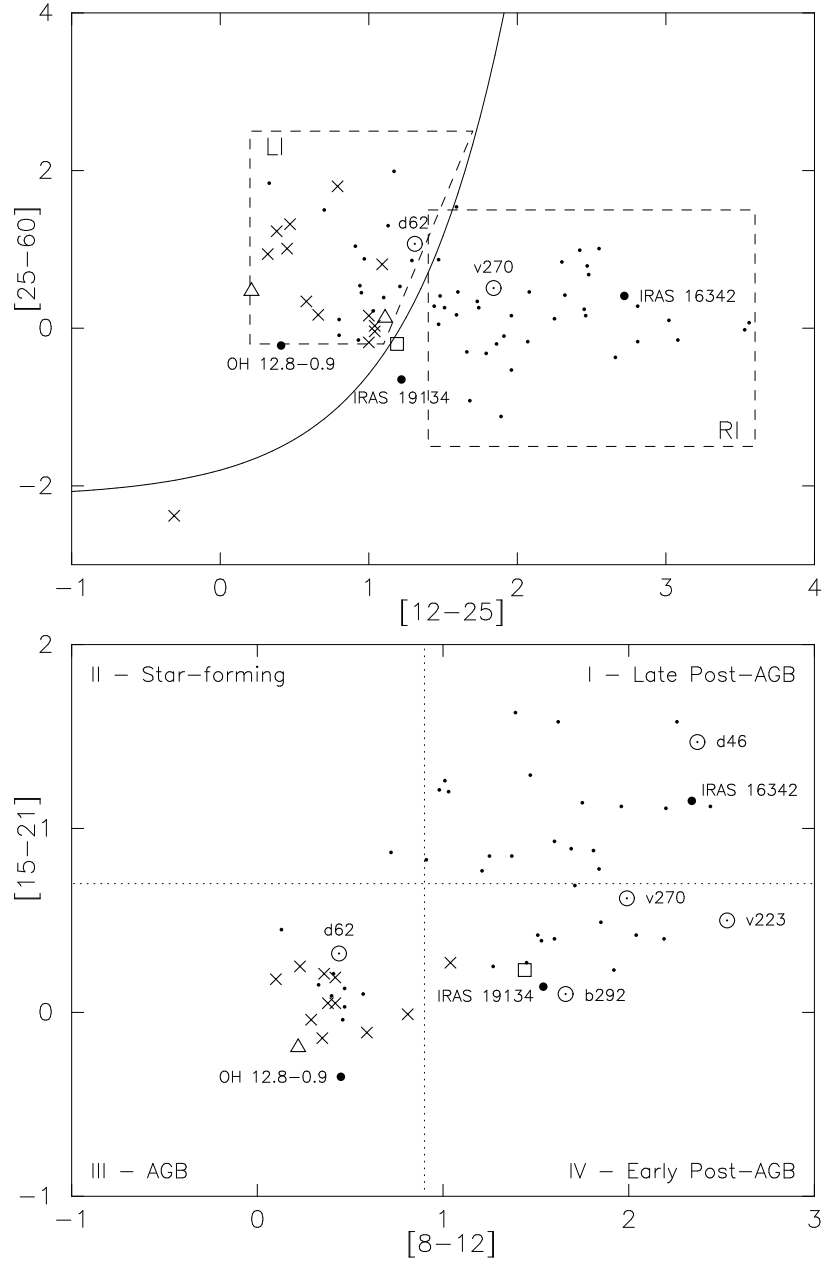 4
2
0
−2
[25−60]
LI
d62
v270
IRAS 16342
OH 12.8−0.9
IRAS 19134
RI
−1 0 1 2 3 4
[12−25]
2
1
0
−1
[15−21]
II − Star−forming
I − Late Post−AGB
d46
IRAS 16342
v270
v223
d62
IRAS 19134
b292
OH 12.8−0.9
III − AGB
IV − Early Post−AGB
−1 0 1 2 3
[8−12]